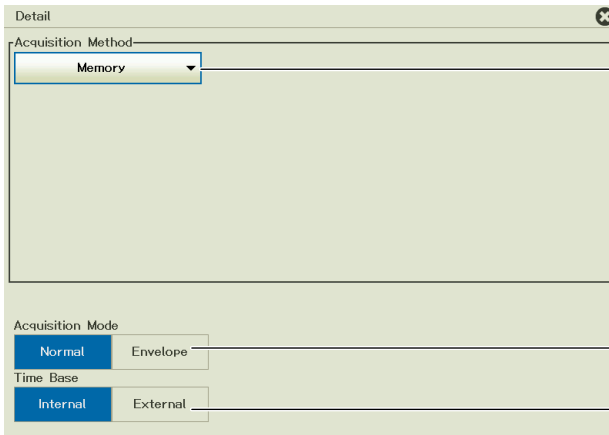 Detail
Acquisition Method
Memory
Acquisition Mode
Normal Envelope
Time Base
Internal External